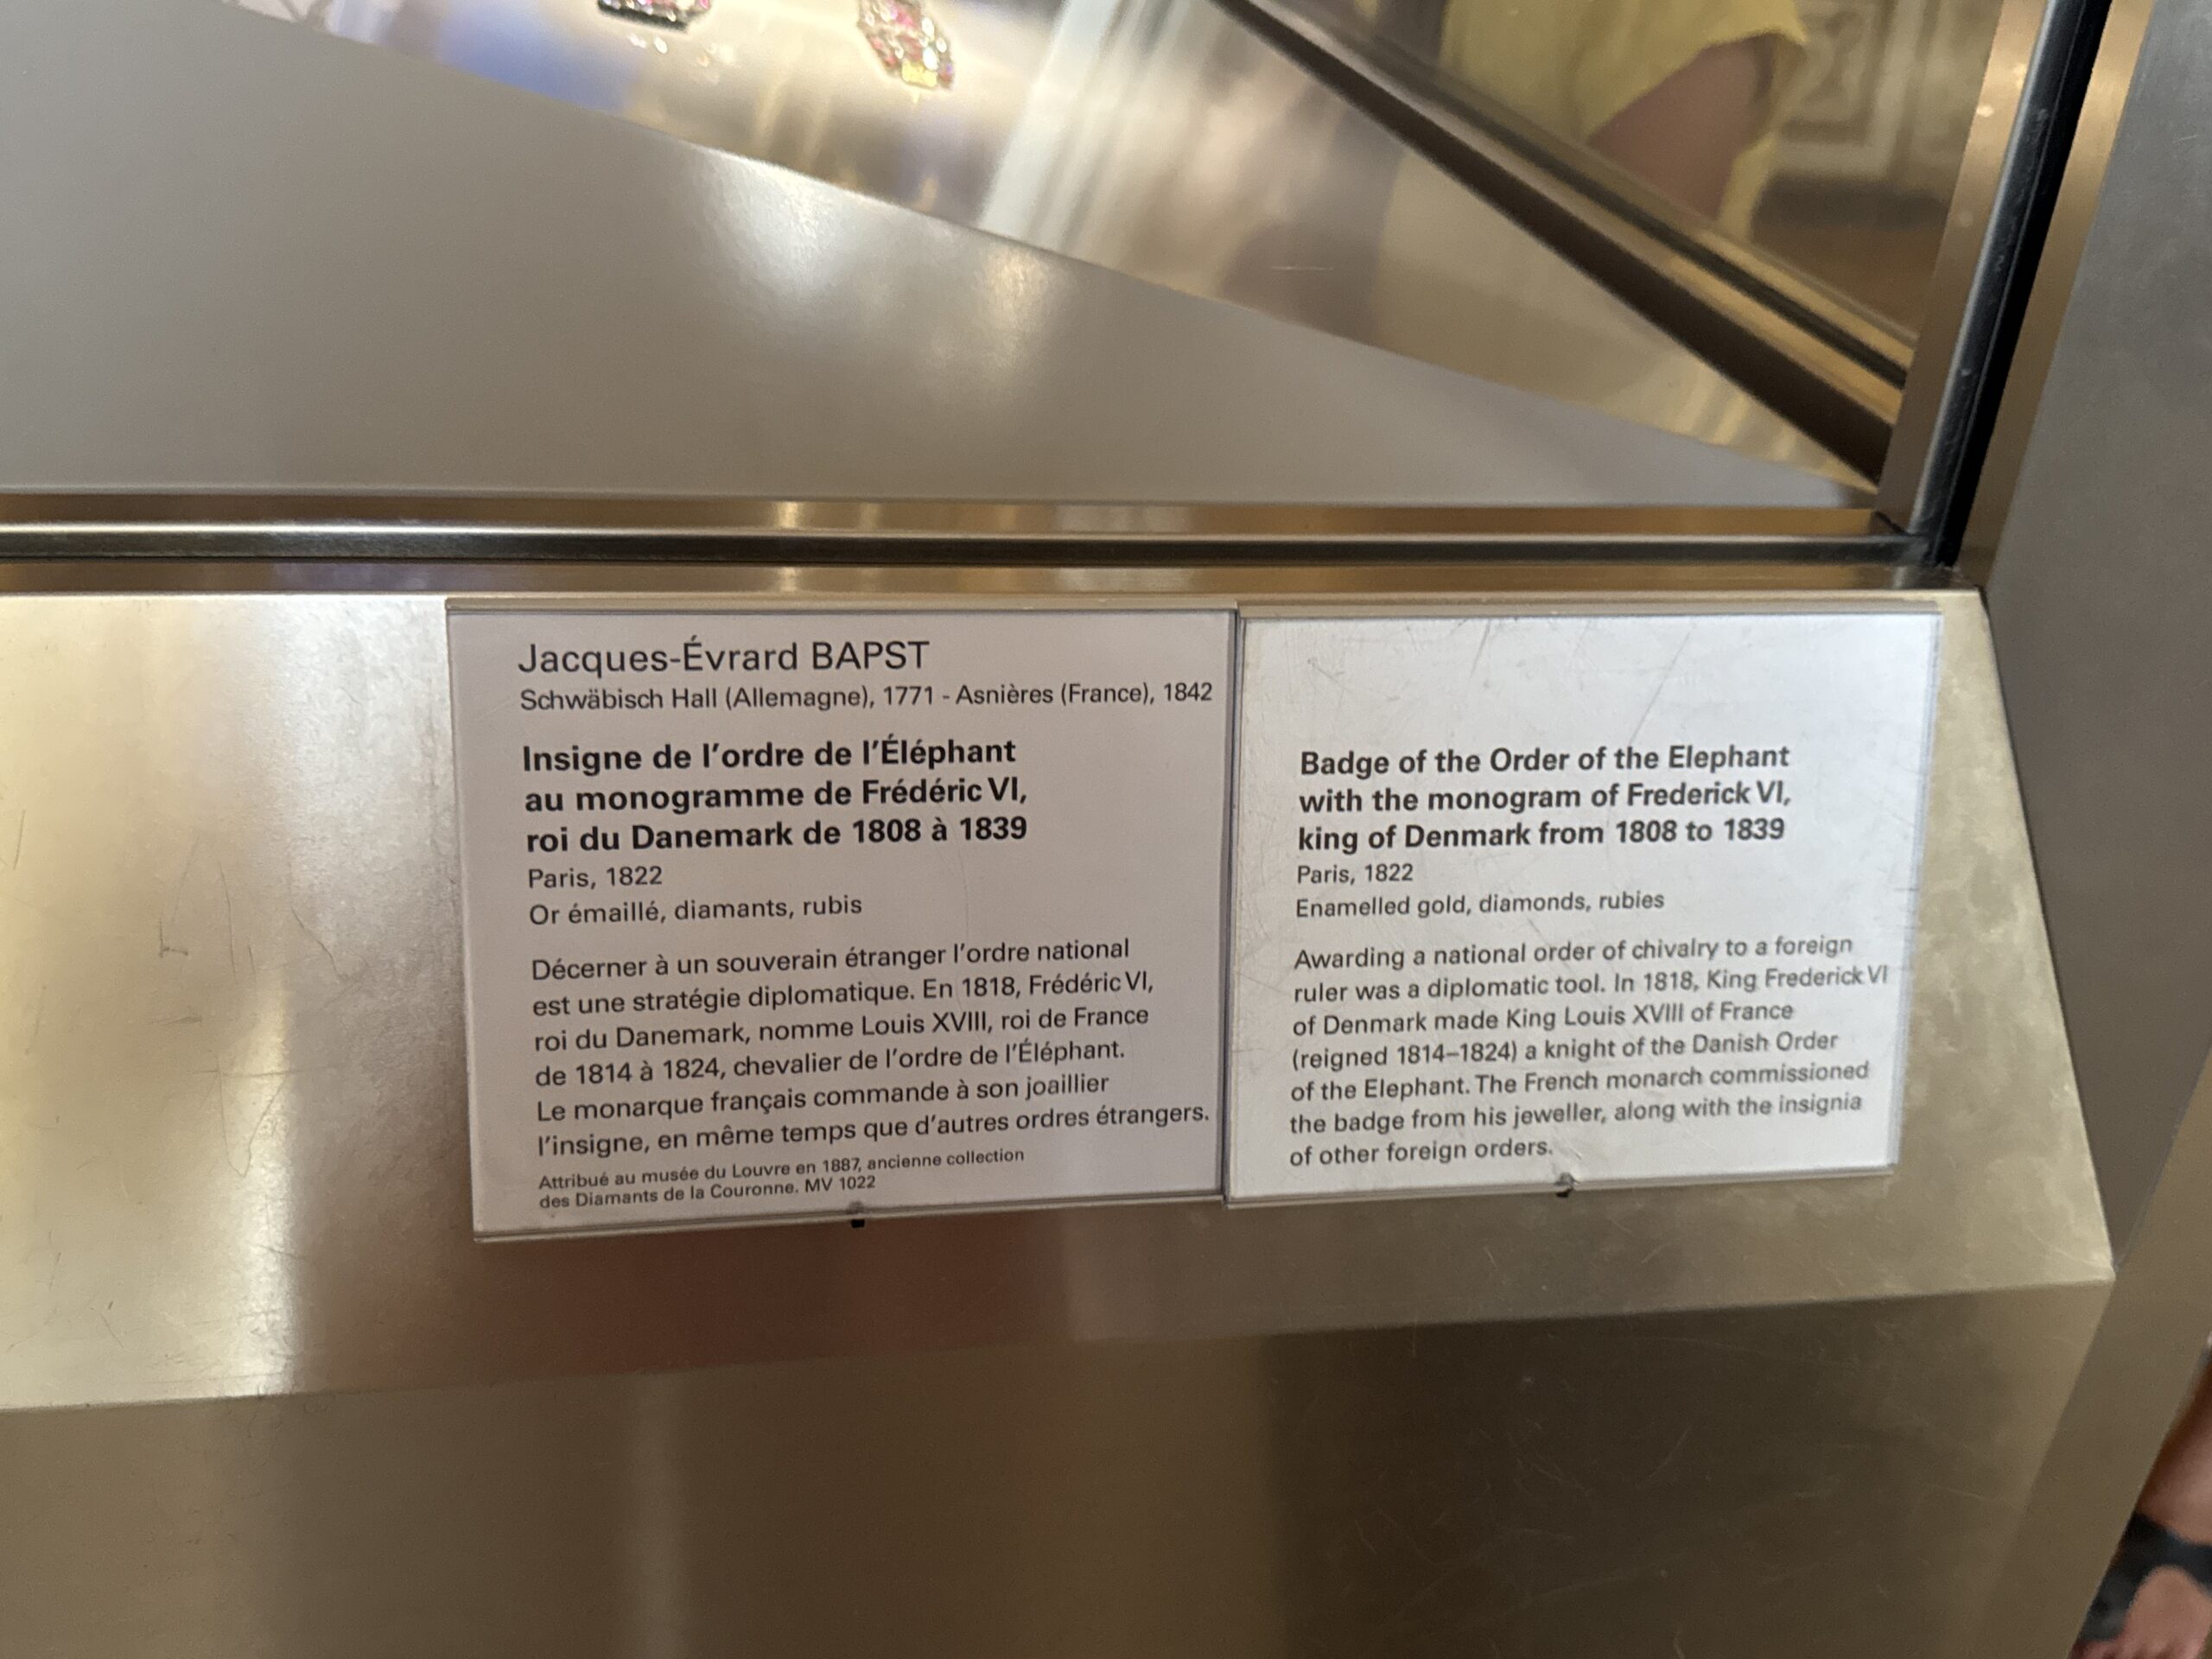 Jacques-Évrard BAPST
Schwäbisch Hall (Allemagne), 1771 - Asnières (France), 1842
Insigne de l'ordre de l'Éléphant
au monogramme de Frédéric VI,
roi du Danemark de 1808 à 1839
Paris, 1822
Or émaillé, diamants, rubis
Décerner à un souverain étranger l'ordre national
est une stratégie diplomatique. En 1818, Frédéric VI,
roi du Danemark, nomme Louis XVIII, roi de France
de 1814 à 1824, chevalier de l'ordre de l'Éléphant.
Le monarque français commande à son joaillier
l'insigne, en même temps que d'autres ordres étrangers.
Attribué au musée du Louvre en 1887, ancienne collection
des Diamants de la Couronne. MV 1022
Badge of the Order of the Elephant
with the monogram of Frederick VI,
king of Denmark from 1808 to 1839
Paris, 1822
Enamelled gold, diamonds, rubies
Awarding a national order of chivalry to a foreign
ruler was a diplomatic tool. In 1818, King Frederick VI
of Denmark made King Louis XVIII of France
(reigned 1814–1824) a knight of the Danish Order
of the Elephant. The French monarch commissioned
the badge from his jeweller, along with the insignia
of other foreign orders.